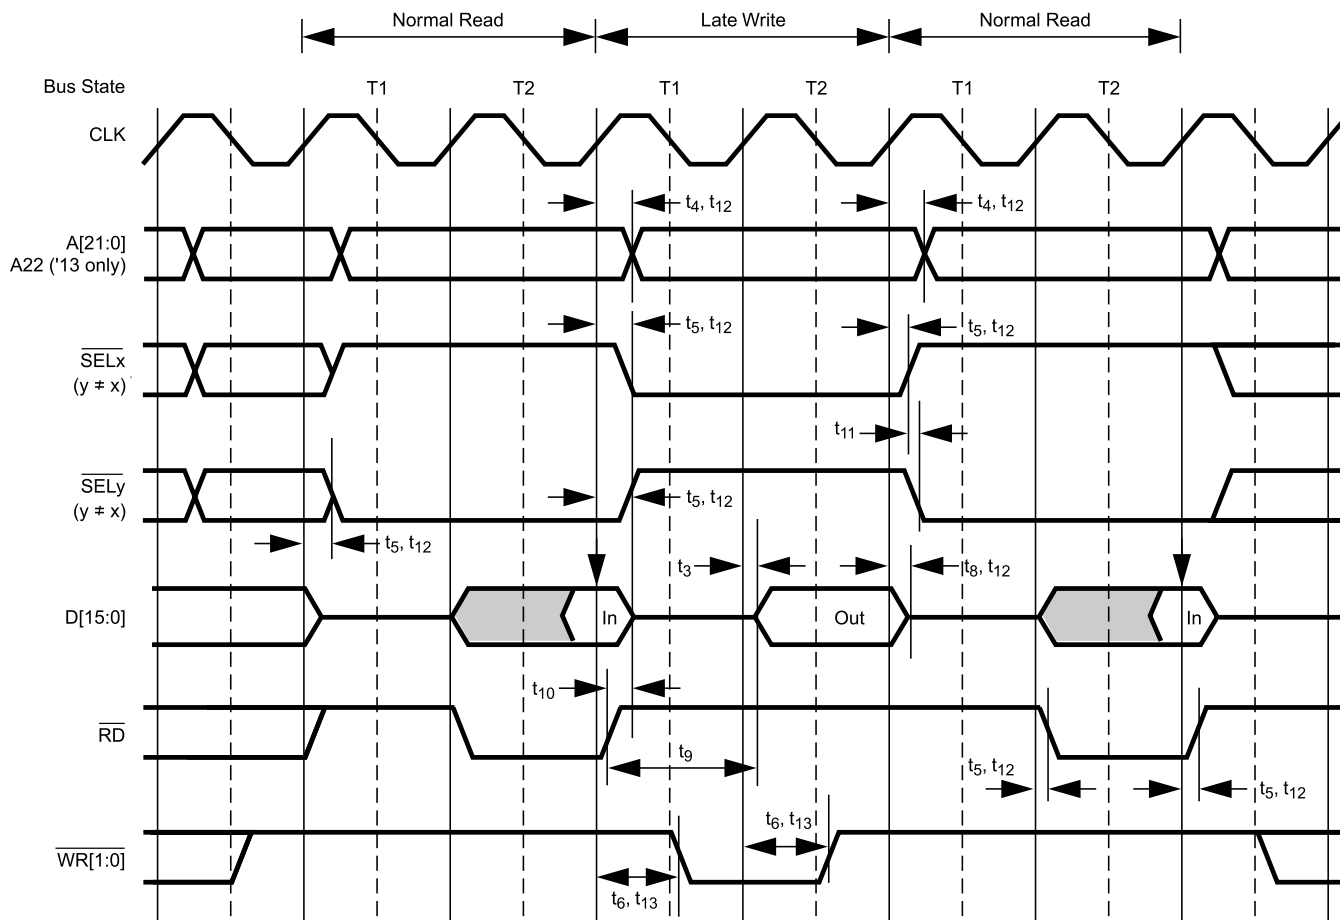 Normal Read Late Write Normal Read
Bus State T1 T2 T1 T2 T1 T2
CLK
t4, t12 t4, t12
A[21:0]
A22 ('13 only)
t5, t12 t5, t12
SELx
(y ≠ x)
t11
SELy
(y ≠ x)
t5, t12
t5, t12
t3 t8, t12
D[15:0] In Out In
t10
RD
t9
t5, t12
t5, t12
t6, t13
WR[1:0]
t6, t13